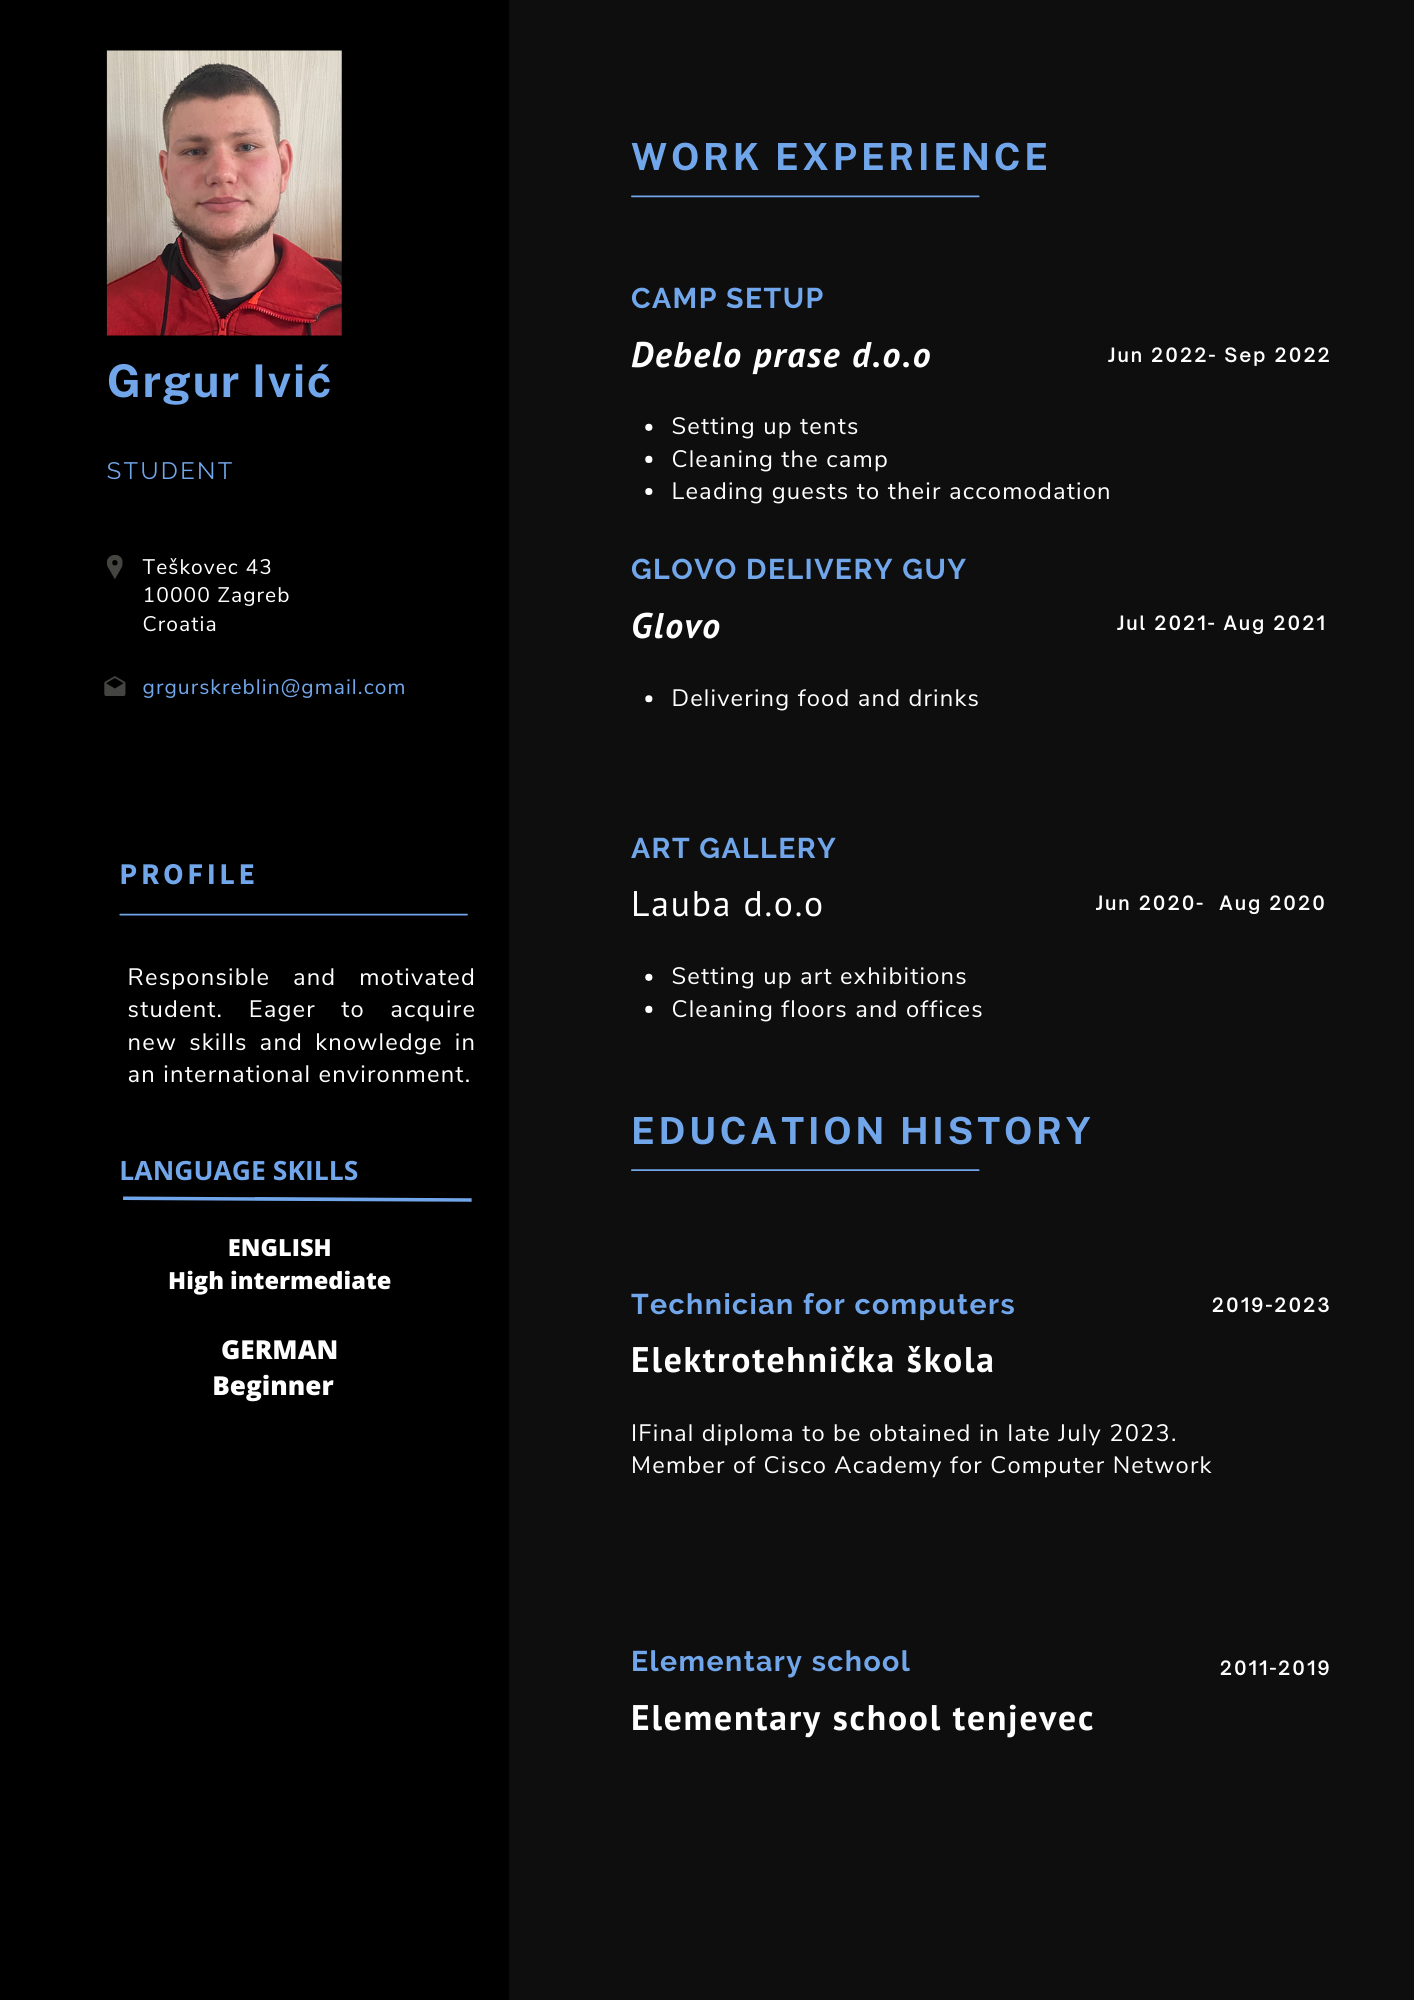 Grgur Ivić
STUDENT
Teškovec 43
10000 Zagreb
Croatia
grgurskreblin@gmail.com
PROFILE
Responsible and motivated
student. Eager to acquire
new skills and knowledge in
an international environment.
LANGUAGE SKILLS
ENGLISH
High intermediate
GERMAN
Beginner
WORK EXPERIENCE
CAMP SETUP
Debelo prase d.o.o Jun 2022- Sep 2022
• Setting up tents
• Cleaning the camp
• Leading guests to their accomodation
GLOVO DELIVERY GUY
Glovo Jul 2021- Aug 2021
• Delivering food and drinks
ART GALLERY
Lauba d.o.o Jun 2020- Aug 2020
• Setting up art exhibitions
• Cleaning floors and offices
EDUCATION HISTORY
Technician for computers 2019-2023
Elektrotehnička škola
IFinal diploma to be obtained in late July 2023.
Member of Cisco Academy for Computer Network
Elementary school 2011-2019
Elementary school tenjevec